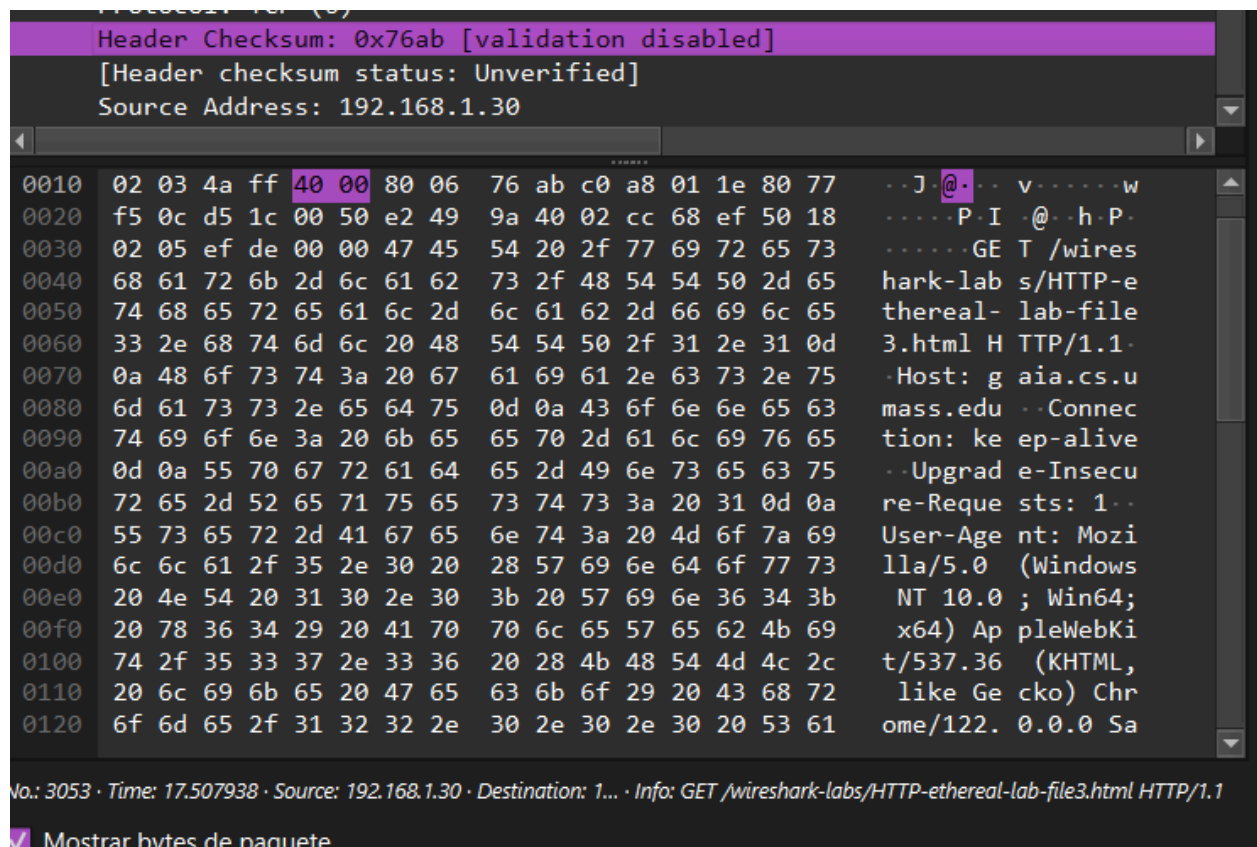 Protocol: TCP (6)
Header Checksum: 0x76ab [validation disabled]
[Header checksum status: Unverified]
Source Address: 192.168.1.30
0010 02 03 4a ff 40 00 80 06 76 ab c0 a8 01 1e 80 77 ··J·@··· v······w
0020 f5 0c d5 1c 00 50 e2 49 9a 40 02 cc 68 ef 50 18 ·····P·I ·@··h·P·
0030 02 05 ef de 00 00 47 45 54 20 2f 77 69 72 65 73 ······GE T /wires
0040 68 61 72 6b 2d 6c 61 62 73 2f 48 54 54 50 2d 65 hark-lab s/HTTP-e
0050 74 68 65 72 65 61 6c 2d 6c 61 62 2d 66 69 6c 65 thereal- lab-file
0060 33 2e 68 74 6d 6c 20 48 54 54 50 2f 31 2e 31 0d 3.html H TTP/1.1·
0070 0a 48 6f 73 74 3a 20 67 61 69 61 2e 63 73 2e 75 ·Host: g aia.cs.u
0080 6d 61 73 73 2e 65 64 75 0d 0a 43 6f 6e 6e 65 63 mass.edu ··Connec
0090 74 69 6f 6e 3a 20 6b 65 65 70 2d 61 6c 69 76 65 tion: ke ep-alive
00a0 0d 0a 55 70 67 72 61 64 65 2d 49 6e 73 65 63 75 ··Upgrad e-Insecu
00b0 72 65 2d 52 65 71 75 65 73 74 73 3a 20 31 0d 0a re-Reque sts: 1··
00c0 55 73 65 72 2d 41 67 65 6e 74 3a 20 4d 6f 7a 69 User-Age nt: Mozi
00d0 6c 6c 61 2f 35 2e 30 20 28 57 69 6e 64 6f 77 73 lla/5.0 (Windows
00e0 20 4e 54 20 31 30 2e 30 3b 20 57 69 6e 36 34 3b NT 10.0 ; Win64;
00f0 20 78 36 34 29 20 41 70 70 6c 65 57 65 62 4b 69 x64) Ap pleWebKi
0100 74 2f 35 33 37 2e 33 36 20 28 4b 48 54 4d 4c 2c t/537.36 (KHTML,
0110 20 6c 69 6b 65 20 47 65 63 6b 6f 29 20 43 68 72 like Ge cko) Chr
0120 6f 6d 65 2f 31 32 32 2e 30 2e 30 2e 30 20 53 61 ome/122. 0.0.0 Sa
No.: 3053 · Time: 17.507938 · Source: 192.168.1.30 · Destination: 1... · Info: GET /wireshark-labs/HTTP-ethereal-lab-file3.html HTTP/1.1
Mostrar bytes de paquete